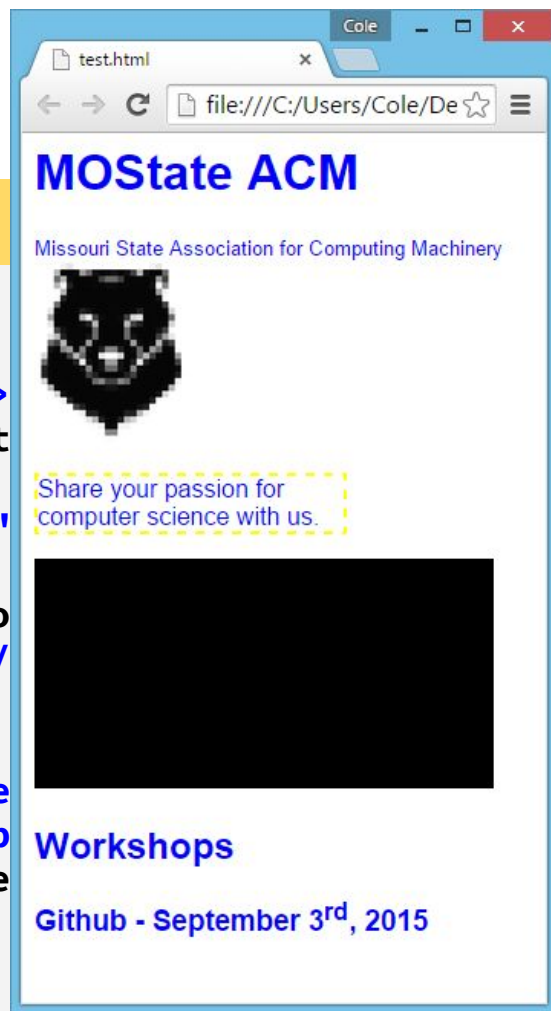 Cole
test.html
file:///C:/Users/Cole/De
MOState ACM
Missouri State Association for Computing Machinery
Share your passion for
computer science with us.
Workshops
Github - September 3rd, 2015